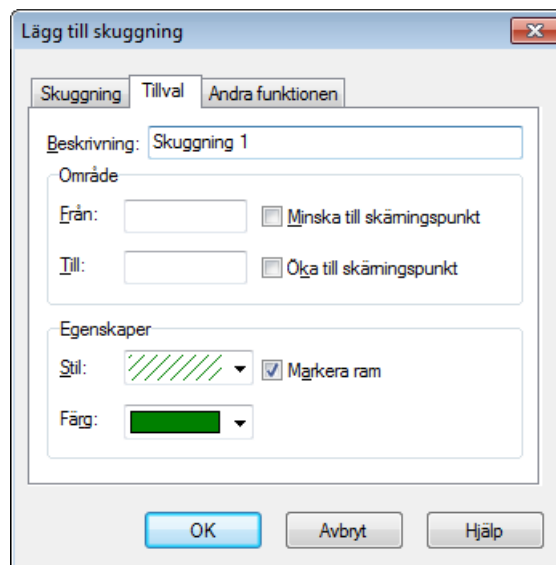 Lägg till skuggning
Skuggning Tillval Andra funktionen
Beskrivning: Skuggning 1
Område
Från: Minska till skärningspunkt
Till: Öka till skärningspunkt
Egenskaper
Stil: Markera ram
Färg:
OK Avbryt Hjälp